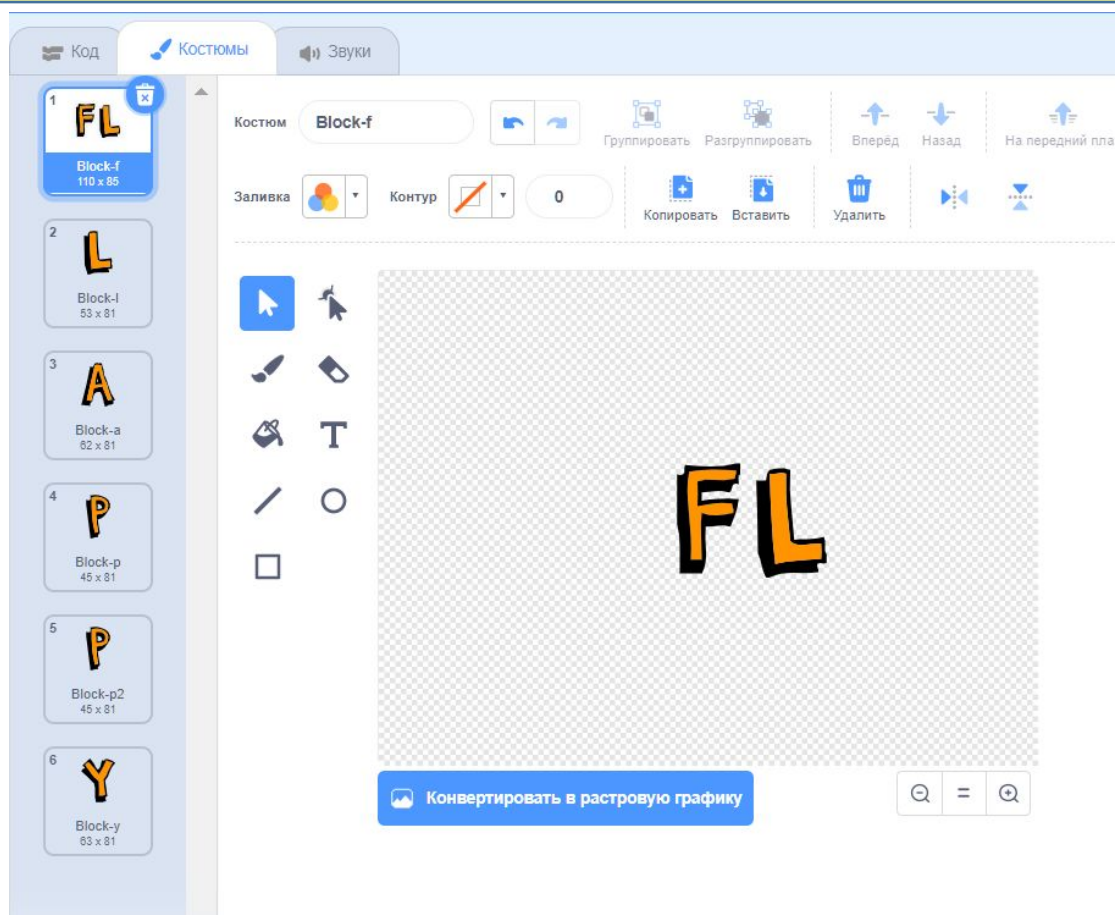 Код
Костюмы
Звуки
1
FL
Block-f
110 x 85
2
L
Block-l
53 x 81
3
A
Block-a
62 x 81
4
P
Block-p
45 x 81
5
P
Block-p2
45 x 81
6
Y
Block-y
63 x 81
Костюм Block-f
Группировать Разгруппировать Вперёд Назад На передний пла
Заливка Контур 0
Копировать Вставить Удалить
T
FL
Конвертировать в растровую графику
=